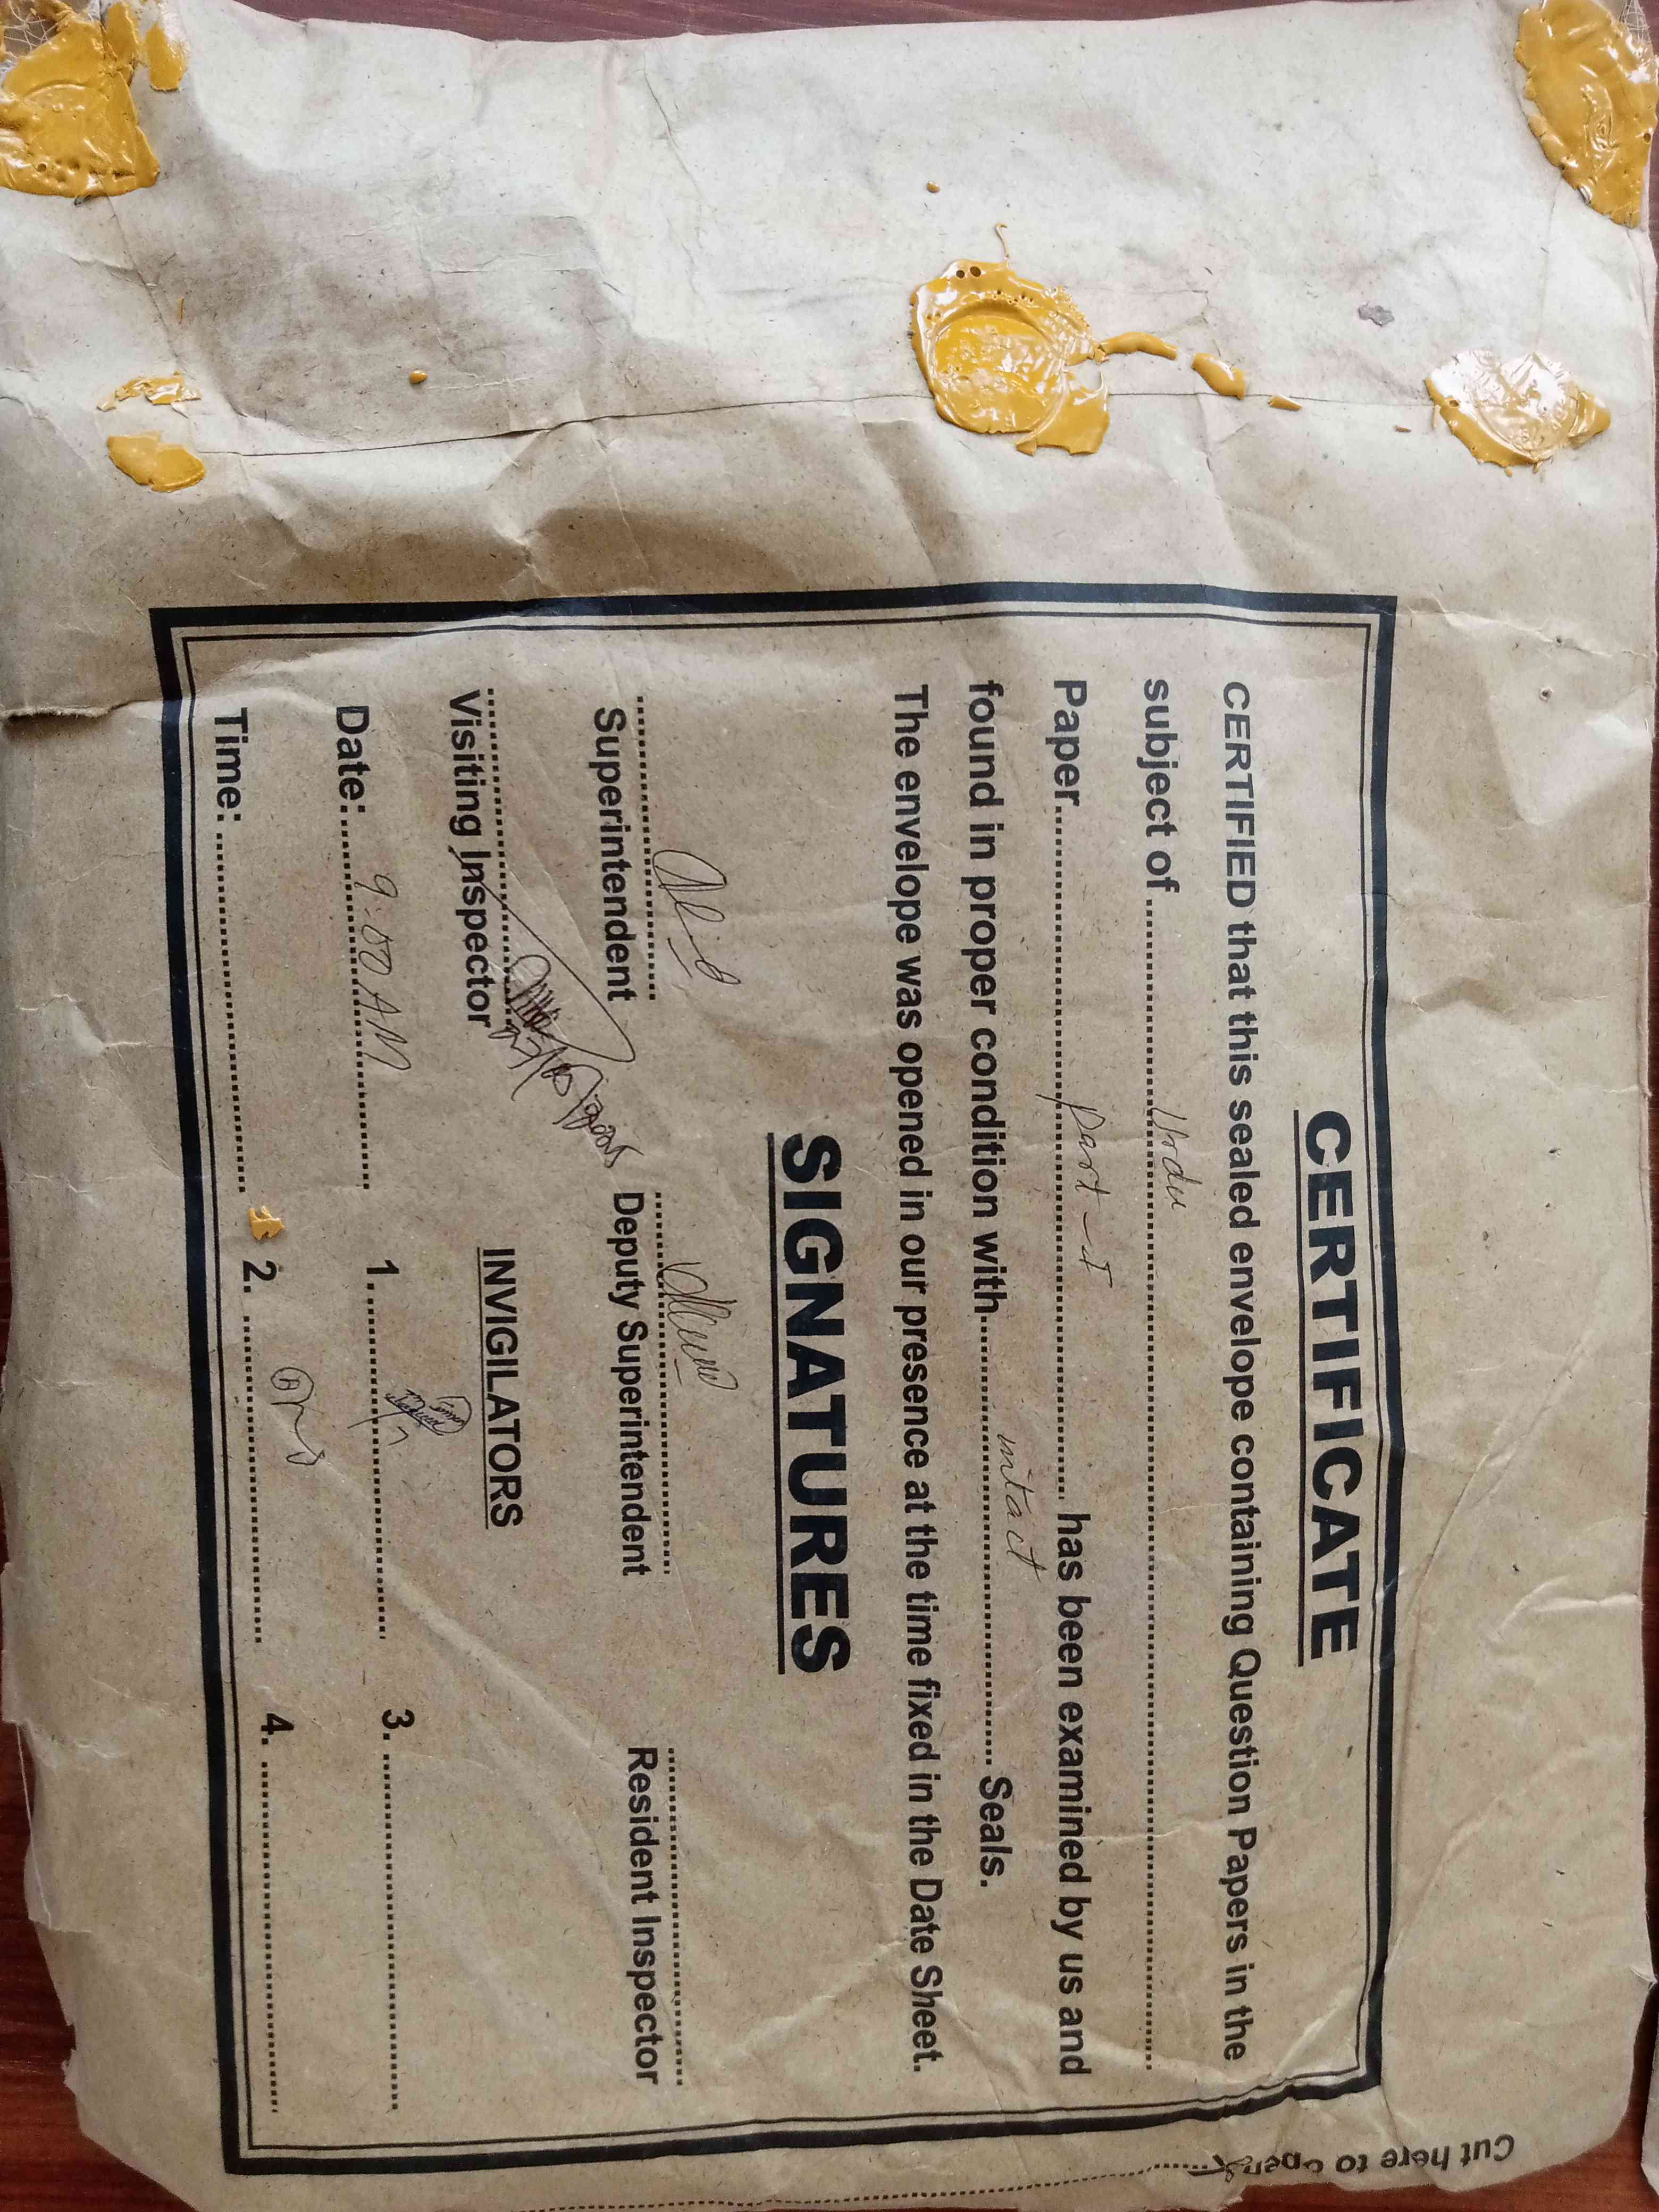 CERTIFICATE
CERTIFIED that this sealed envelope containing Question Papers in the
subject of .......... Urdu ..........
Paper.......... part-I .......... has been examined by us and
found in proper condition with.......... intact .......... Seals.
The envelope was opened in our presence at the time fixed in the Date Sheet.
SIGNATURES
Superintendent Deputy Superintendent Resident Inspector
Visiting Inspector
INVIGILATORS
Date: 9:00 AM 1. 3.
Time: 2. 4.
Cut here to open